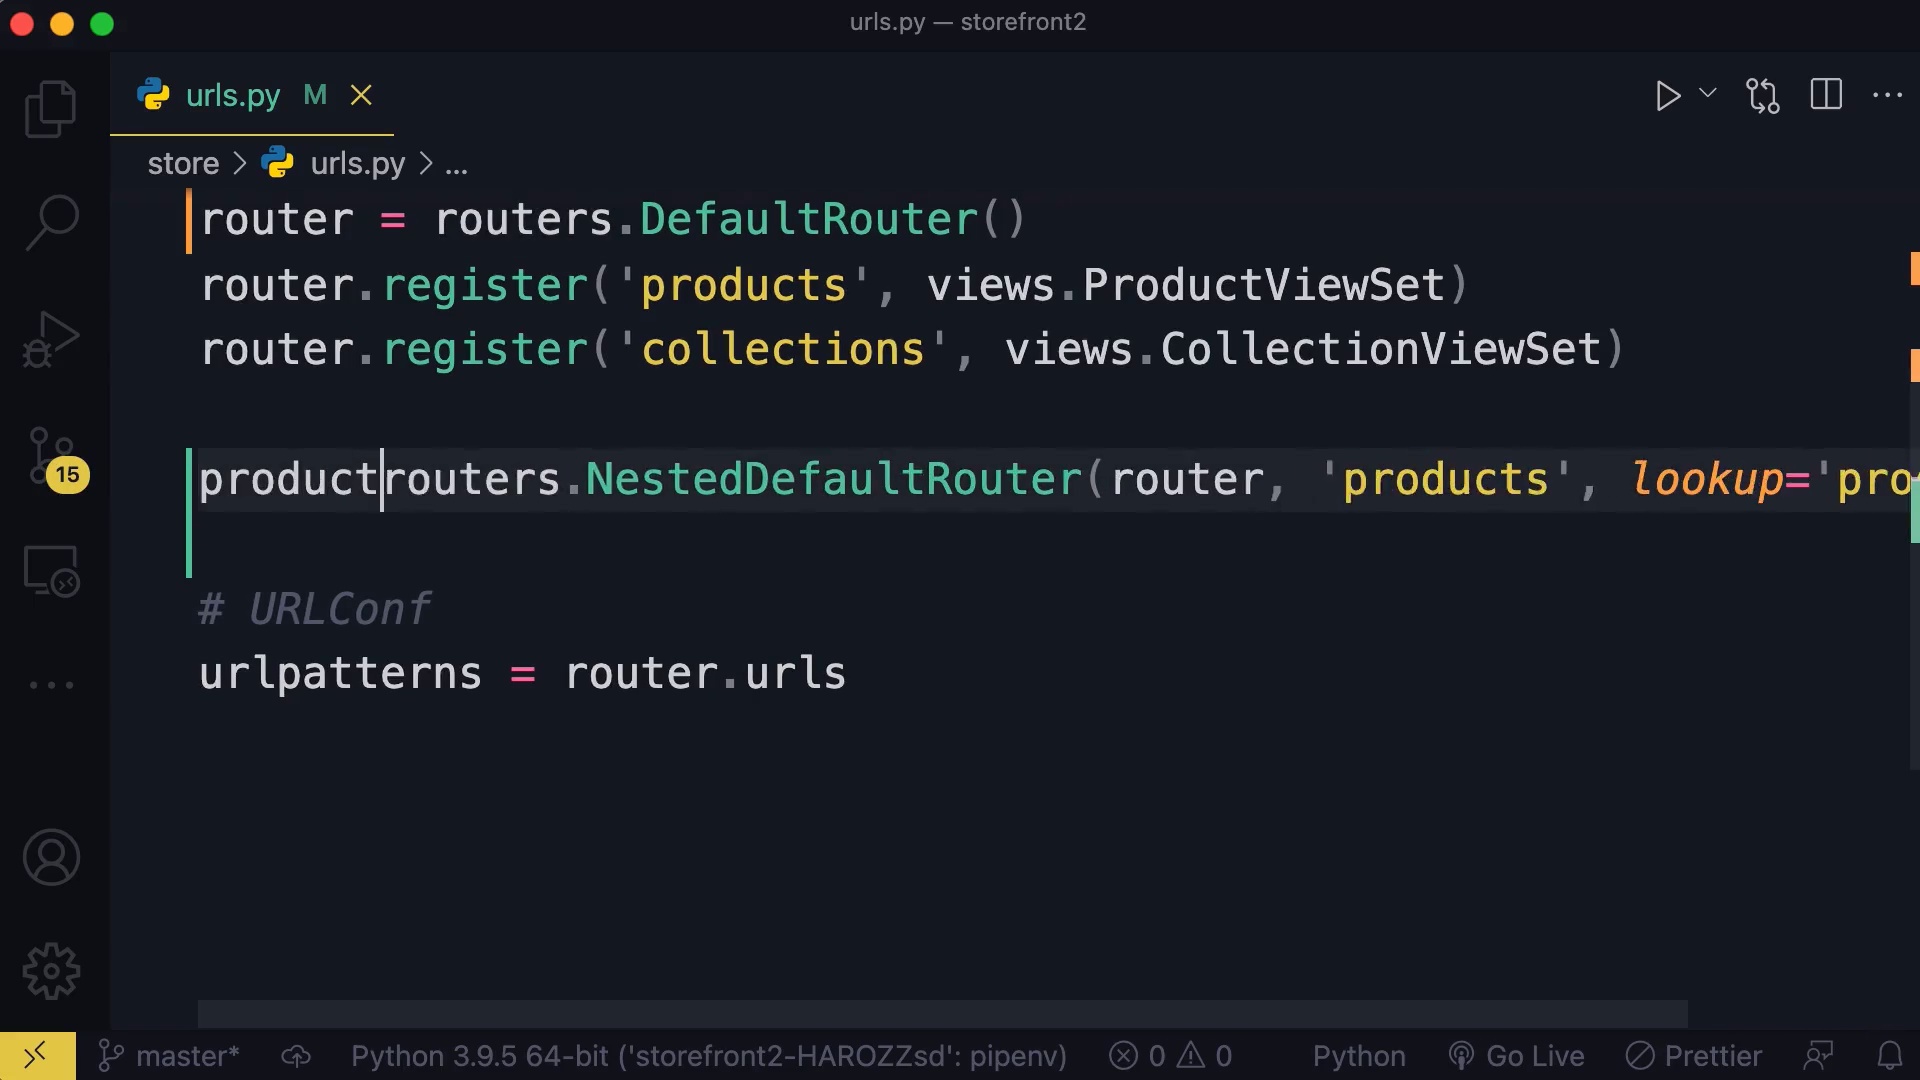 urls.py — storefront2
urls.py M
store > urls.py > ...
router = routers.DefaultRouter()
router.register('products', views.ProductViewSet)
router.register('collections', views.CollectionViewSet)
productrouters.NestedDefaultRouter(router, 'products', lookup='pro
# URLConf
urlpatterns = router.urls
15
master* Python 3.9.5 64-bit ('storefront2-HAROZZsd': pipenv) 0 0 Python Go Live Prettier